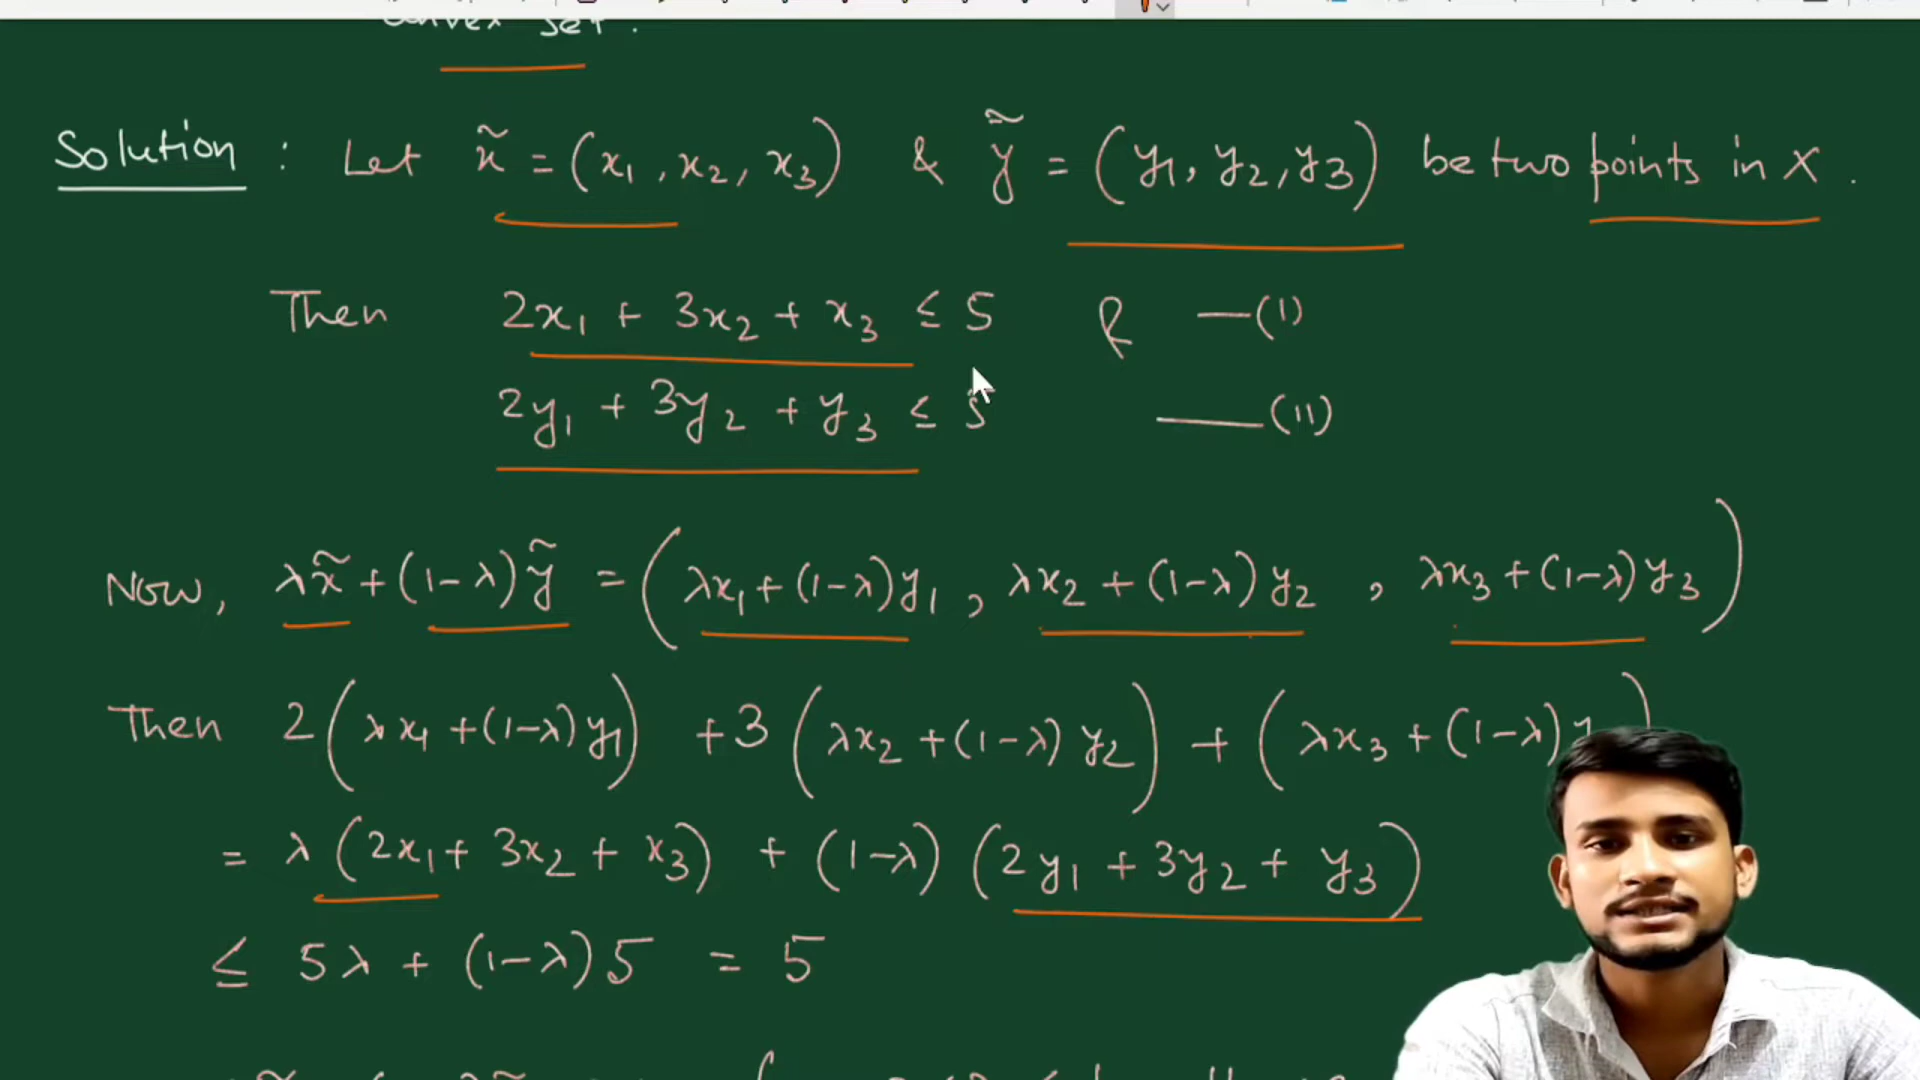 set.
Solution : Let x̃ = (x₁, x₂, x₃) & ỹ = (y₁, y₂, y₃) be two points in X.
Then 2x₁ + 3x₂ + x₃ ≤ 5 & —(I)
2y₁ + 3y₂ + y₃ ≤ 5 —(II)
Now, λx̃ + (1-λ)ỹ = (λx₁ + (1-λ)y₁, λx₂ + (1-λ)y₂, λx₃ + (1-λ)y₃)
Then 2(λx₁ + (1-λ)y₁) + 3(λx₂ + (1-λ)y₂) + (λx₃ + (1-λ)y )
= λ(2x₁ + 3x₂ + x₃) + (1-λ)(2y₁ + 3y₂ + y₃)
≤ 5λ + (1-λ)5 = 5